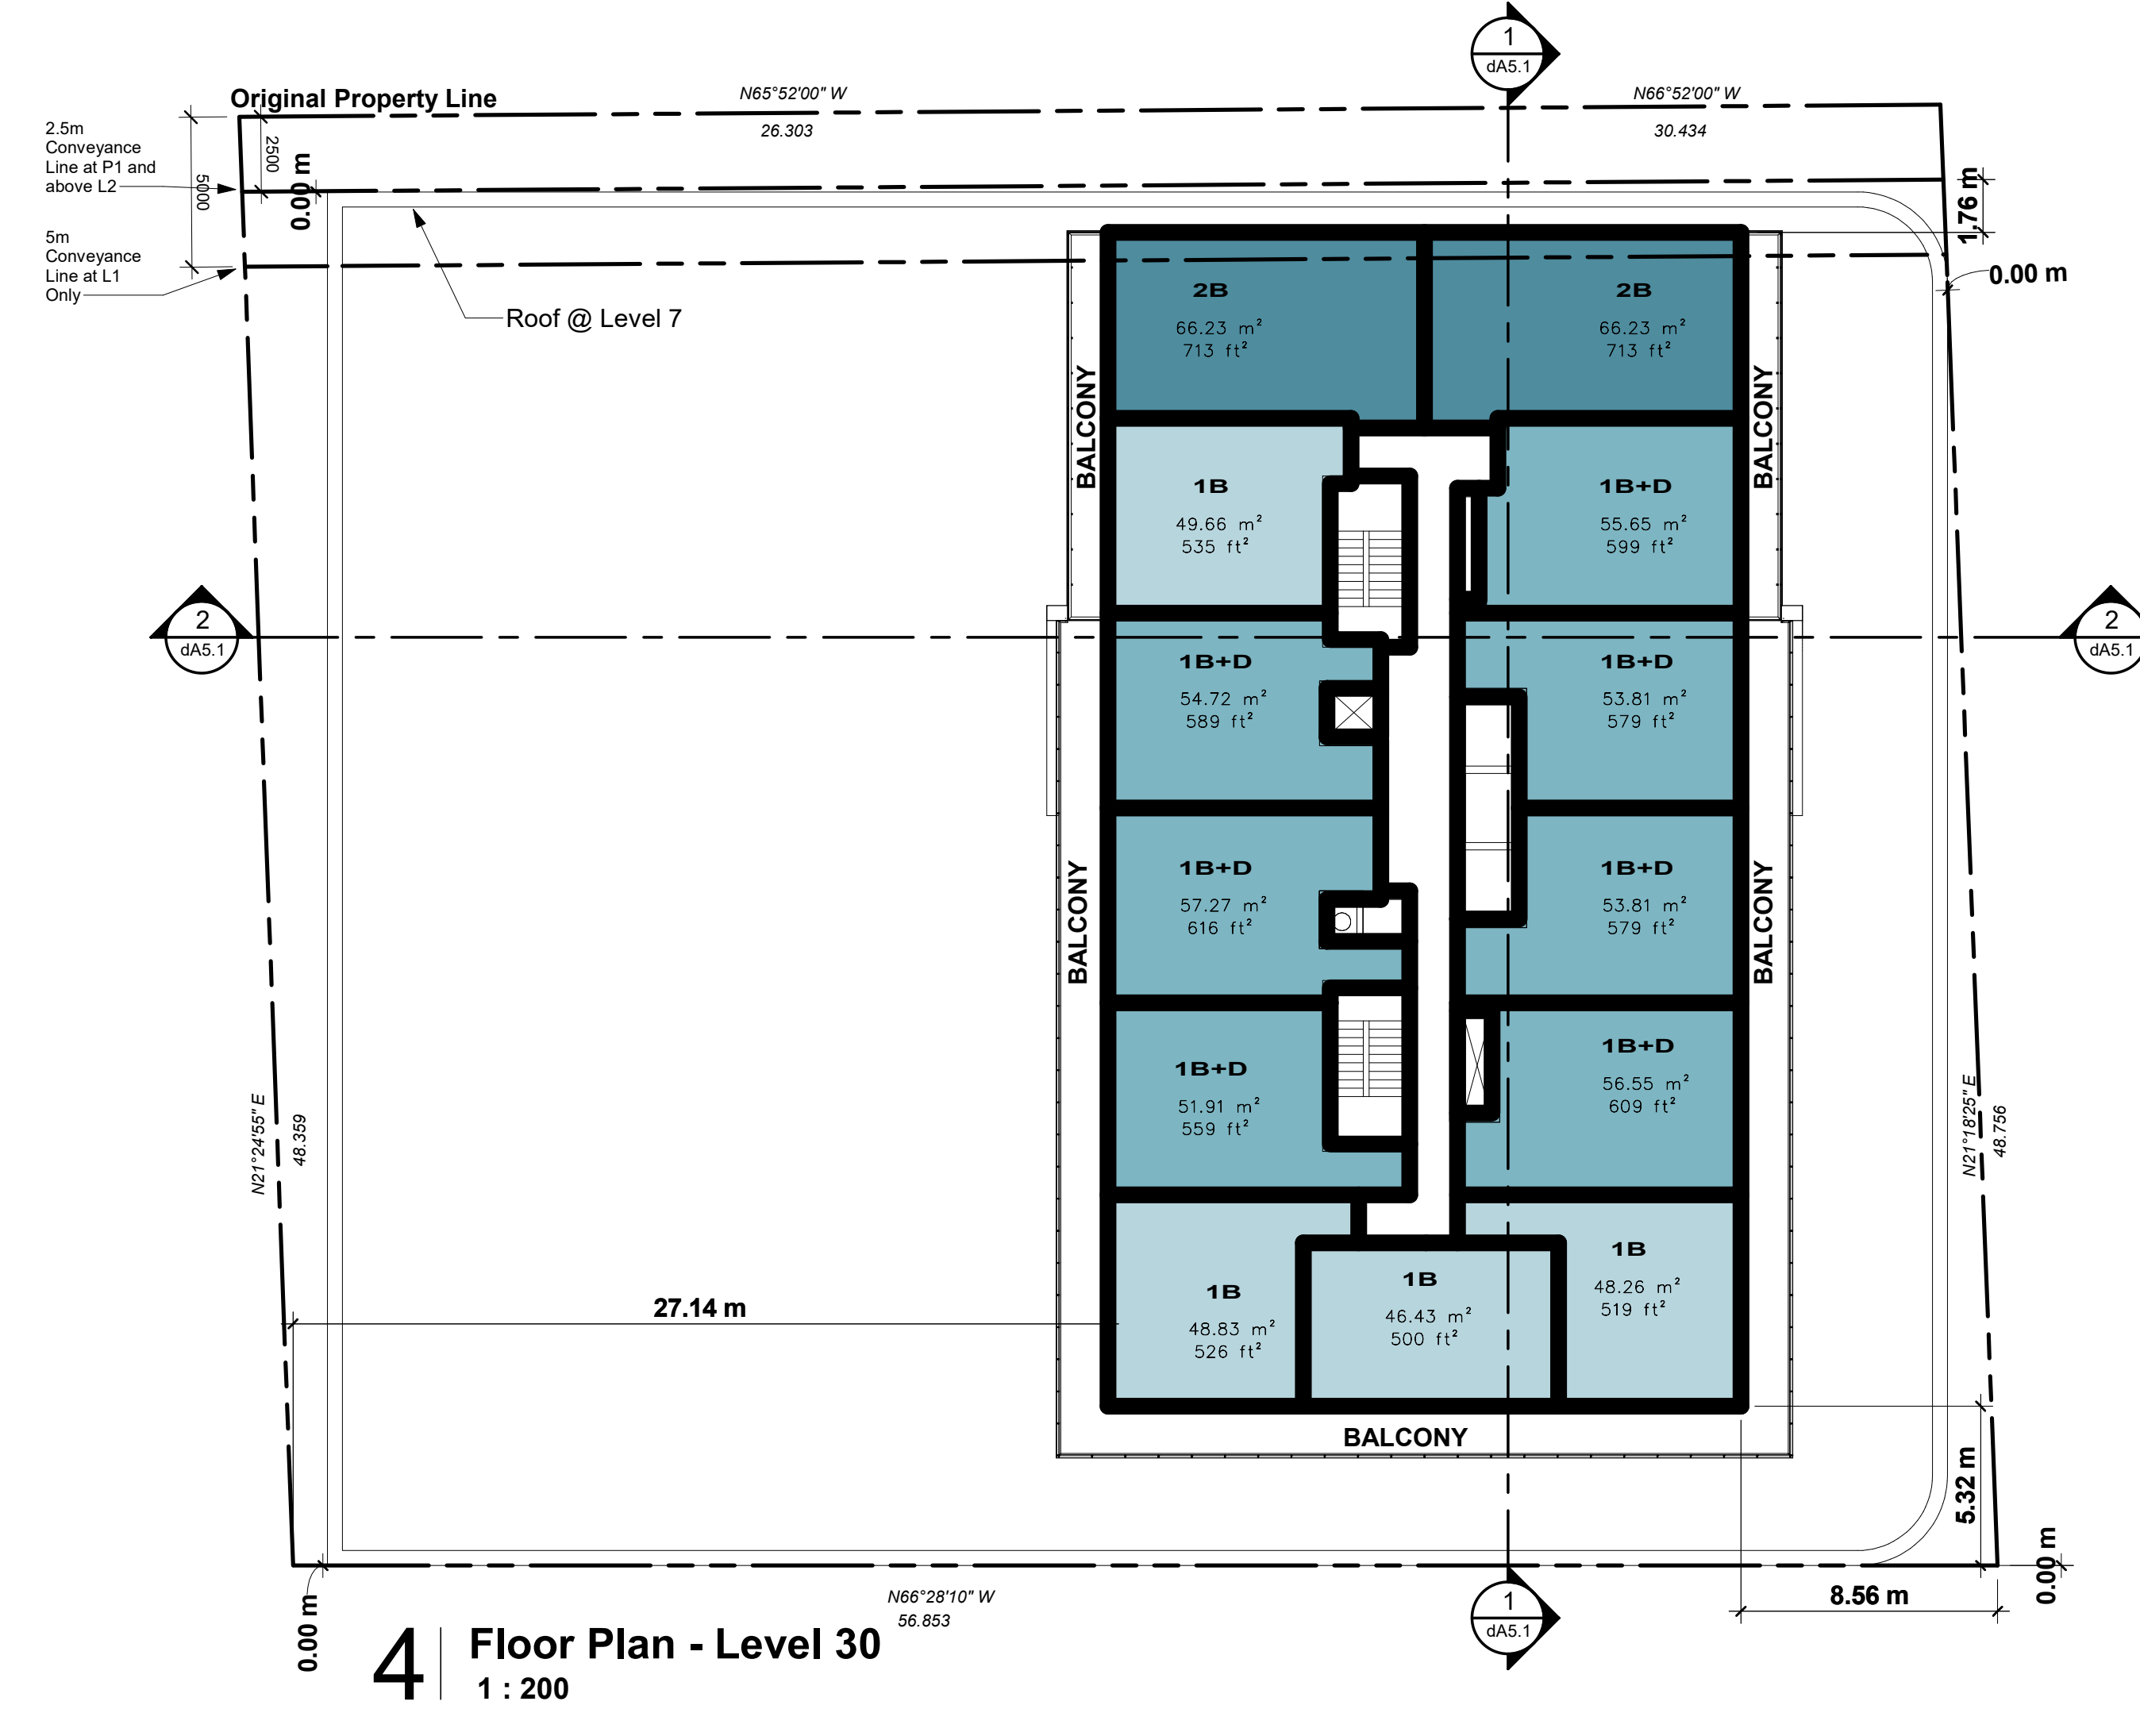 1
dA5.1
Original Property Line
N65°52'00" W
26.303
N66°52'00" W
30.434
2.5m
Conveyance
Line at P1 and
above L2
2500
5000
0.00 m
1.76 m
5m
Conveyance
Line at L1
Only
Roof @ Level 7
0.00 m
2B
66.23 m²
713 ft²
2B
66.23 m²
713 ft²
BALCONY
BALCONY
1B
49.66 m²
535 ft²
1B+D
55.65 m²
599 ft²
2
dA5.1
2
dA5.1
1B+D
54.72 m²
589 ft²
1B+D
53.81 m²
579 ft²
BALCONY
BALCONY
1B+D
57.27 m²
616 ft²
1B+D
53.81 m²
579 ft²
1B+D
51.91 m²
559 ft²
1B+D
56.55 m²
609 ft²
N21°24'55" E
48.359
N21°18'25" E
48.756
1B
48.83 m²
526 ft²
1B
46.43 m²
500 ft²
1B
48.26 m²
519 ft²
27.14 m
BALCONY
5.32 m
0.00 m
8.56 m
0.00 m
N66°28'10" W
56.853
1
dA5.1
4
Floor Plan - Level 30
1 : 200